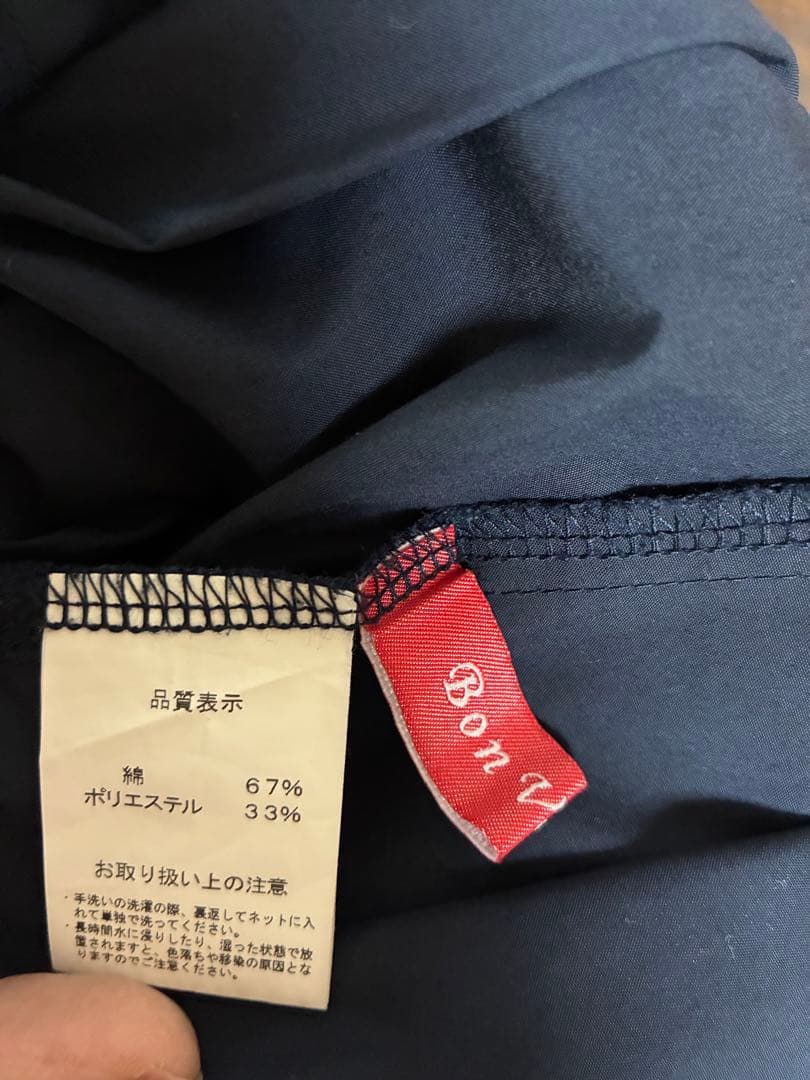 品質表示
綿 67%
ポリエステル 33%
お取り扱い上の注意
・手洗いの洗濯の際、裏返してネットに入
れて単独で洗ってください。
・長時間水に浸りしたり、湿った状態で放
置されますと、色落ちや移染の原因とな
りますのでご注意ください。
Bon V